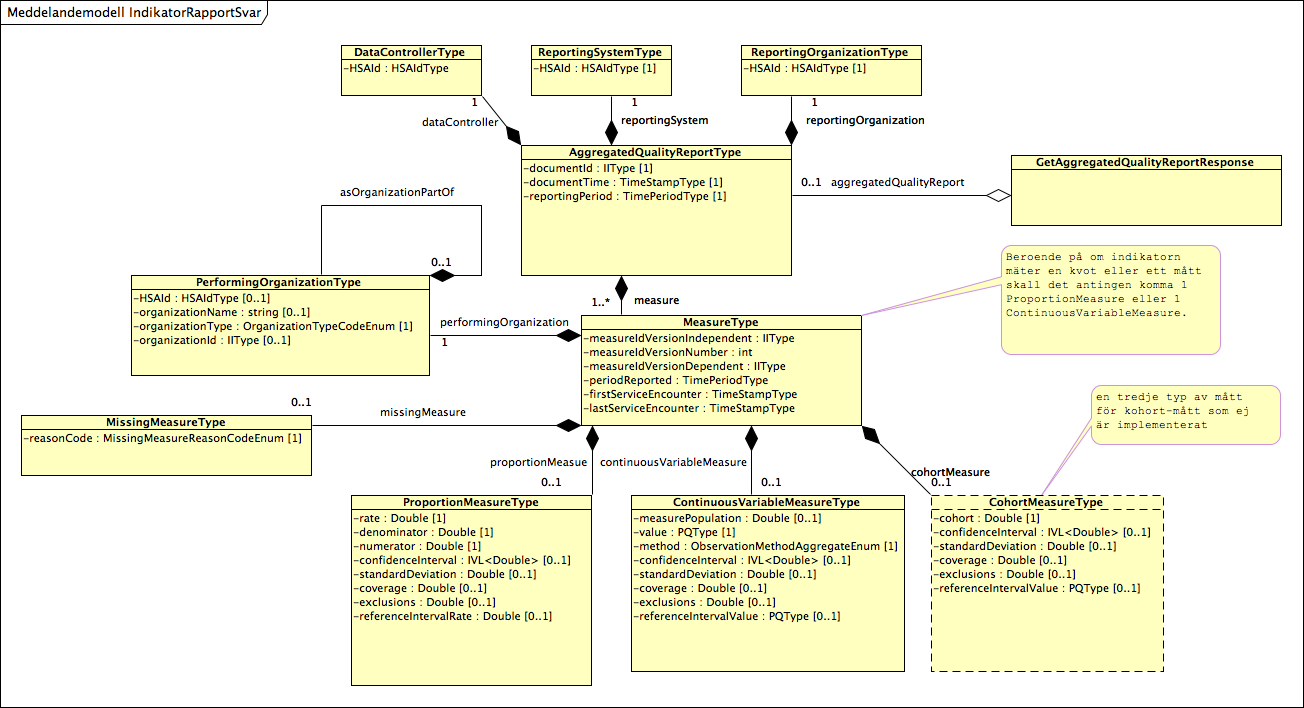 Meddelandemodell IndikatorRapportSvar
DataControllerType
-HSAId : HSAIdType
ReportingSystemType
-HSAId : HSAIdType [1]
ReportingOrganizationType
-HSAId : HSAIdType [1]
1
dataController
1
reportingSystem
1
reportingOrganization
AggregatedQualityReportType
-documentId : IIType [1]
-documentTime : TimeStampType [1]
-reportingPeriod : TimePeriodType [1]
0..1 aggregatedQualityReport
GetAggregatedQualityReportResponse
asOrganizationPartOf
0..1
PerformingOrganizationType
-HSAId : HSAIdType [0..1]
-organizationName : string [0..1]
-organizationType : OrganizationTypeCodeEnum [1]
-organizationId : IIType [0..1]
1..*
measure
Beroende på om indikatorn
mäter en kvot eller ett mått
skall det antingen komma 1
ProportionMeasure eller 1
ContinuousVariableMeasure.
performingOrganization
1
MeasureType
-measureIdVersionIndependent : IIType
-measureIdVersionNumber : int
-measureIdVersionDependent : IIType
-periodReported : TimePeriodType
-firstServiceEncounter : TimeStampType
-lastServiceEncounter : TimeStampType
0..1
missingMeasure
MissingMeasureType
-reasonCode : MissingMeasureReasonCodeEnum [1]
en tredje typ av mått
för kohort-mått som ej
är implementerat
proportionMeasue
0..1
continuousVariableMeasure
0..1
cohortMeasure
0..1
ProportionMeasureType
-rate : Double [1]
-denominator : Double [1]
-numerator : Double [1]
-confidenceInterval : IVL<Double> [0..1]
-standardDeviation : Double [0..1]
-coverage : Double [0..1]
-exclusions : Double [0..1]
-referenceIntervalRate : Double [0..1]
ContinuousVariableMeasureType
-measurePopulation : Double [0..1]
-value : PQType [1]
-method : ObservationMethodAggregateEnum [1]
-confidenceInterval : IVL<Double> [0..1]
-standardDeviation : Double [0..1]
-coverage : Double [0..1]
-exclusions : Double [0..1]
-referenceIntervalValue : PQType [0..1]
CohortMeasureType
-cohort : Double [1]
-confidenceInterval : IVL<Double> [0..1]
-standardDeviation : Double [0..1]
-coverage : Double [0..1]
-exclusions : Double [0..1]
-referenceIntervalValue : PQType [0..1]